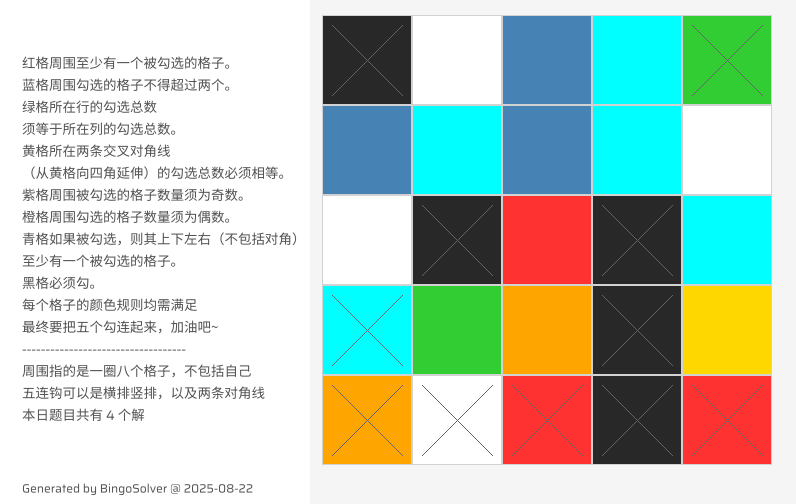 红格周围至少有一个被勾选的格子。
蓝格周围勾选的格子不得超过两个。
绿格所在行的勾选总数
须等于所在列的勾选总数。
黄格所在两条交叉对角线
（从黄格向四角延伸）的勾选总数必须相等。
紫格周围被勾选的格子数量须为奇数。
橙格周围勾选的格子数量须为偶数。
青格如果被勾选，则其上下左右（不包括对角）
至少有一个被勾选的格子。
黑格必须勾。
每个格子的颜色规则均需满足
最终要把五个勾连起来，加油吧~
-----------------------------------
周围指的是一圈八个格子，不包括自己
五连钩可以是横排竖排，以及两条对角线
本日题目共有 4 个解
Generated by BingoSolver @ 2025-08-22